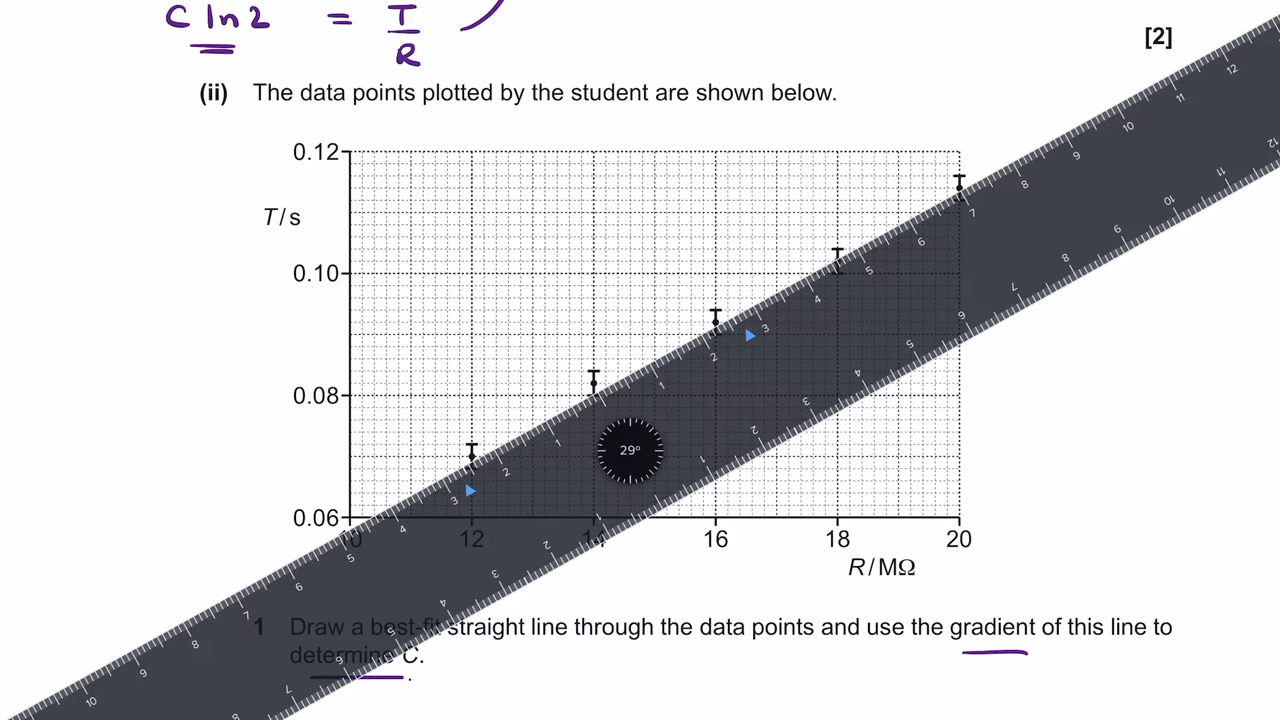 C ln 2 = T/R
[2]
(ii) The data points plotted by the student are shown below.
0.12
T/s
0.10
0.08
0.06
12 14 16 18 20
R/MΩ
29°
1 Draw a best-fit straight line through the data points and use the gradient of this line to
determine C.